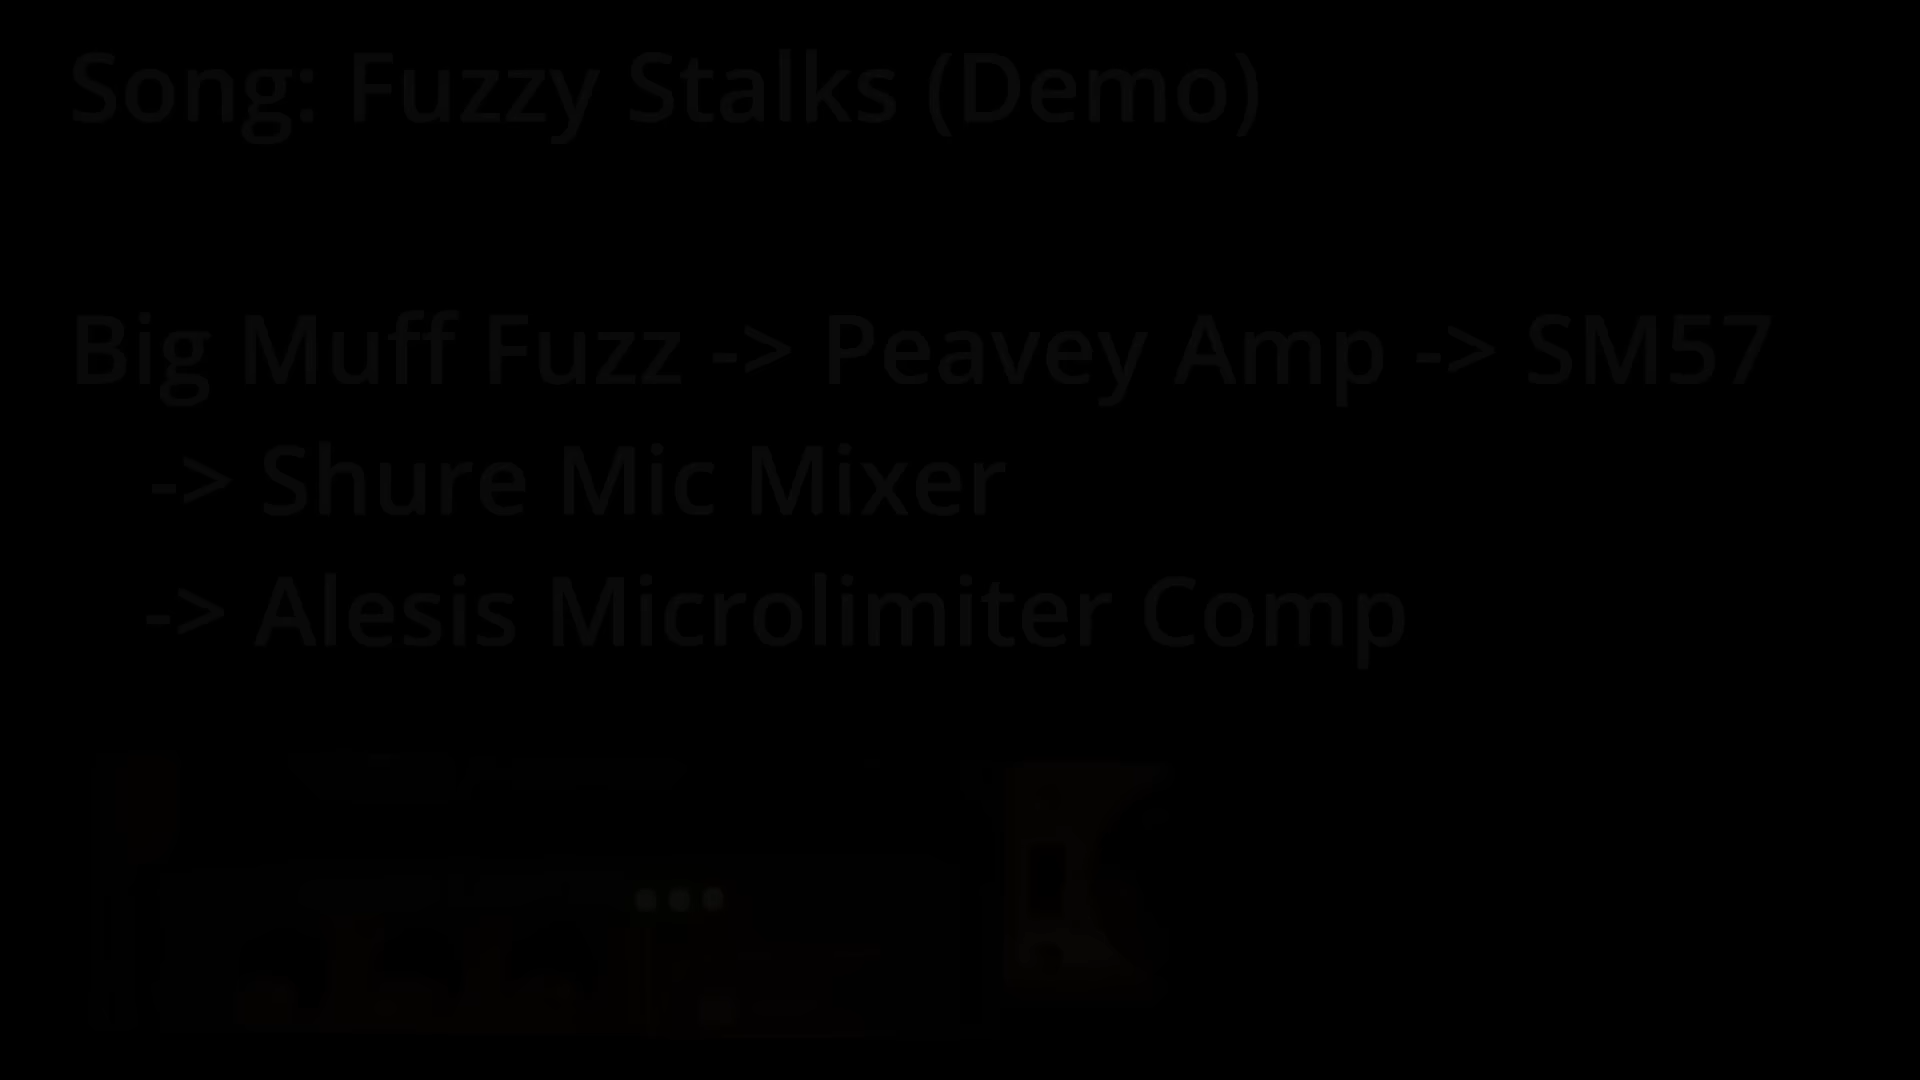 Song: Fuzzy Stalks (Demo)
Big Muff Fuzz -> Peavey Amp -> SM57
-> Shure Mic Mixer
-> Alesis Microlimiter Comp